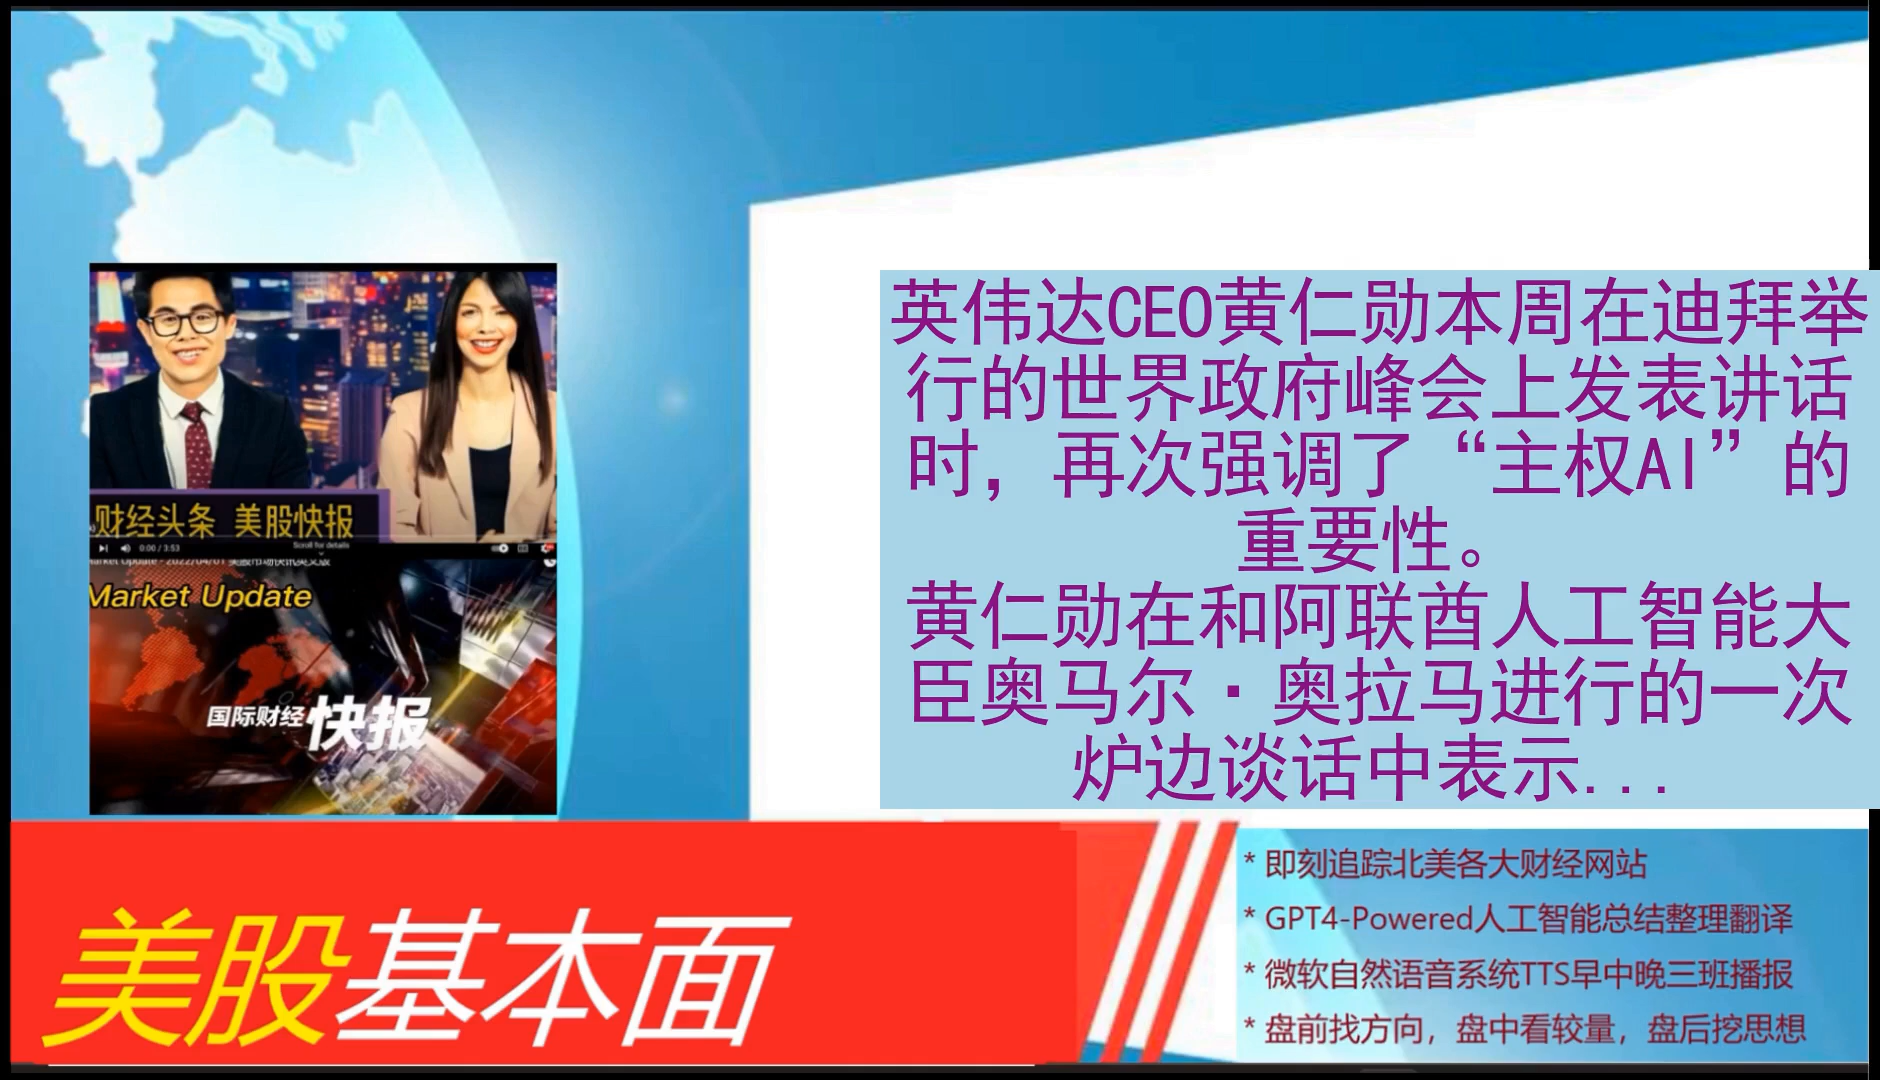 英伟达CEO黄仁勋本周在迪拜举
行的世界政府峰会上发表讲话
时，再次强调了“主权AI”的
重要性。
黄仁勋在和阿联酋人工智能大
臣奥马尔·奥拉马进行的一次
炉边谈话中表示...
财经头条 美股快报
0:00 / 3:53
Scroll for details
Market Update
国际财经快报
美股基本面
* 即刻追踪北美各大财经网站
* GPT4-Powered人工智能总结整理翻译
* 微软自然语音系统TTS早中晚三班播报
* 盘前找方向，盘中看较量，盘后挖思想